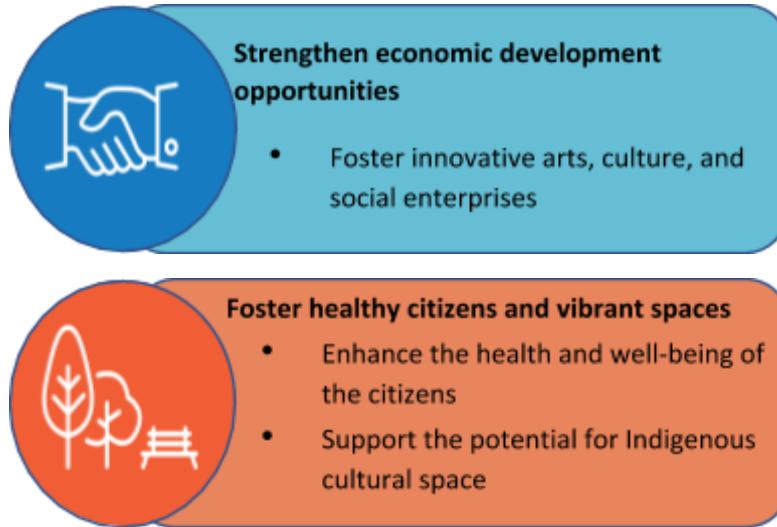 Strengthen economic development
opportunities
• Foster innovative arts, culture, and
social enterprises
Foster healthy citizens and vibrant spaces
• Enhance the health and well-being of
the citizens
• Support the potential for Indigenous
cultural space